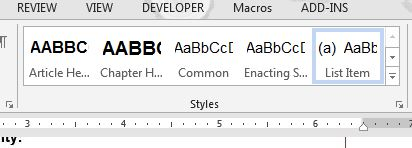 REVIEW VIEW DEVELOPER Macros ADD-INS
AABBC AABBC AaBbCcD AaBbCcD (a) AaBb
Article He... Chapter H... Common Enacting S... List Item
Styles
3 4 5 6 7
ity: